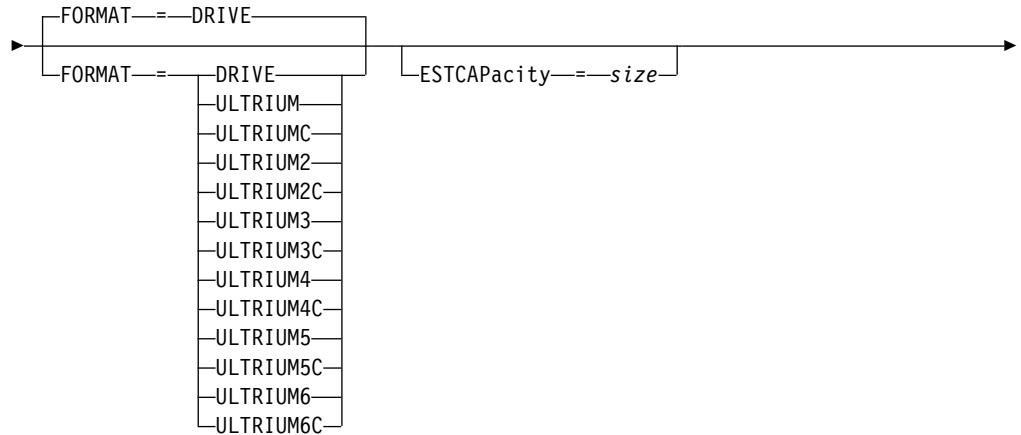 FORMAT = DRIVE
FORMAT = DRIVE ESTCAPacity = size
ULTRIUM
ULTRIUMC
ULTRIUM2
ULTRIUM2C
ULTRIUM3
ULTRIUM3C
ULTRIUM4
ULTRIUM4C
ULTRIUM5
ULTRIUM5C
ULTRIUM6
ULTRIUM6C